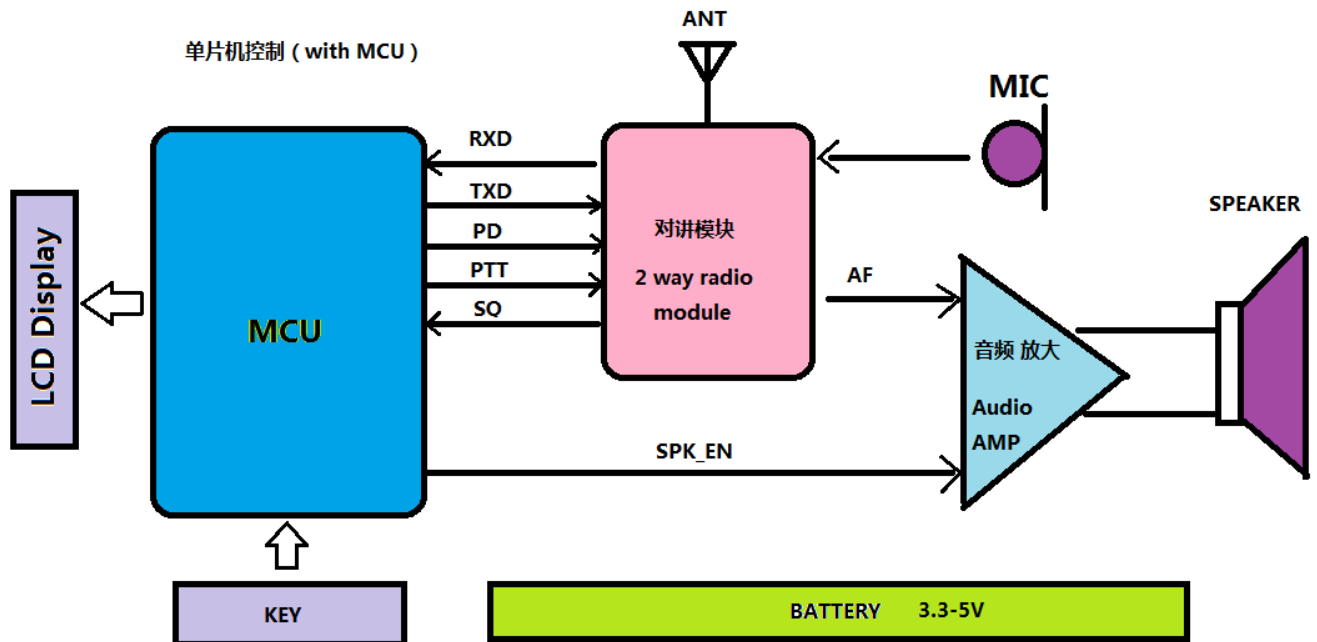 ANT
单片机控制 ( with MCU )
MIC
RXD
TXD
PD
PTT
SQ
对讲模块
2 way radio
module
SPEAKER
AF
LCD Display
MCU
音频 放大
Audio
AMP
SPK_EN
KEY
BATTERY 3.3-5V